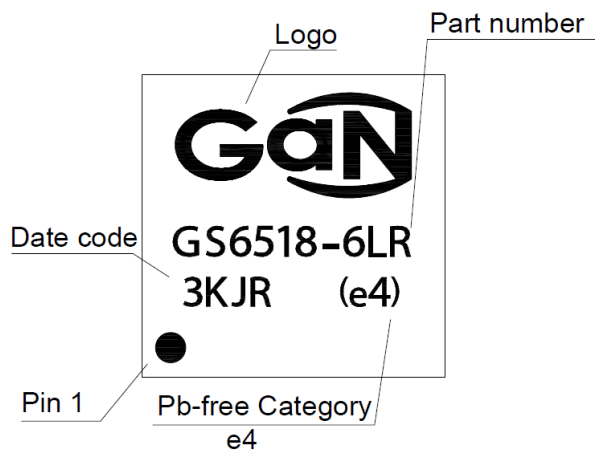 Logo
Part number
GaN
Date code
GS6518-6LR
3KJR (e4)
Pin 1
Pb-free Category
e4